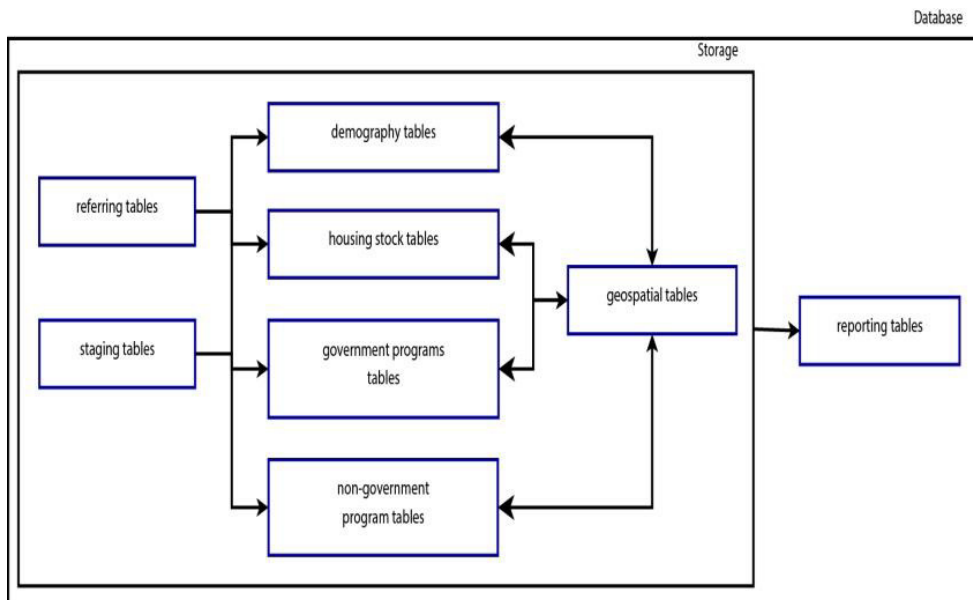 Database
Storage
demography tables
referring tables
housing stock tables
geospatial tables
reporting tables
staging tables
government programs
tables
non-government
program tables